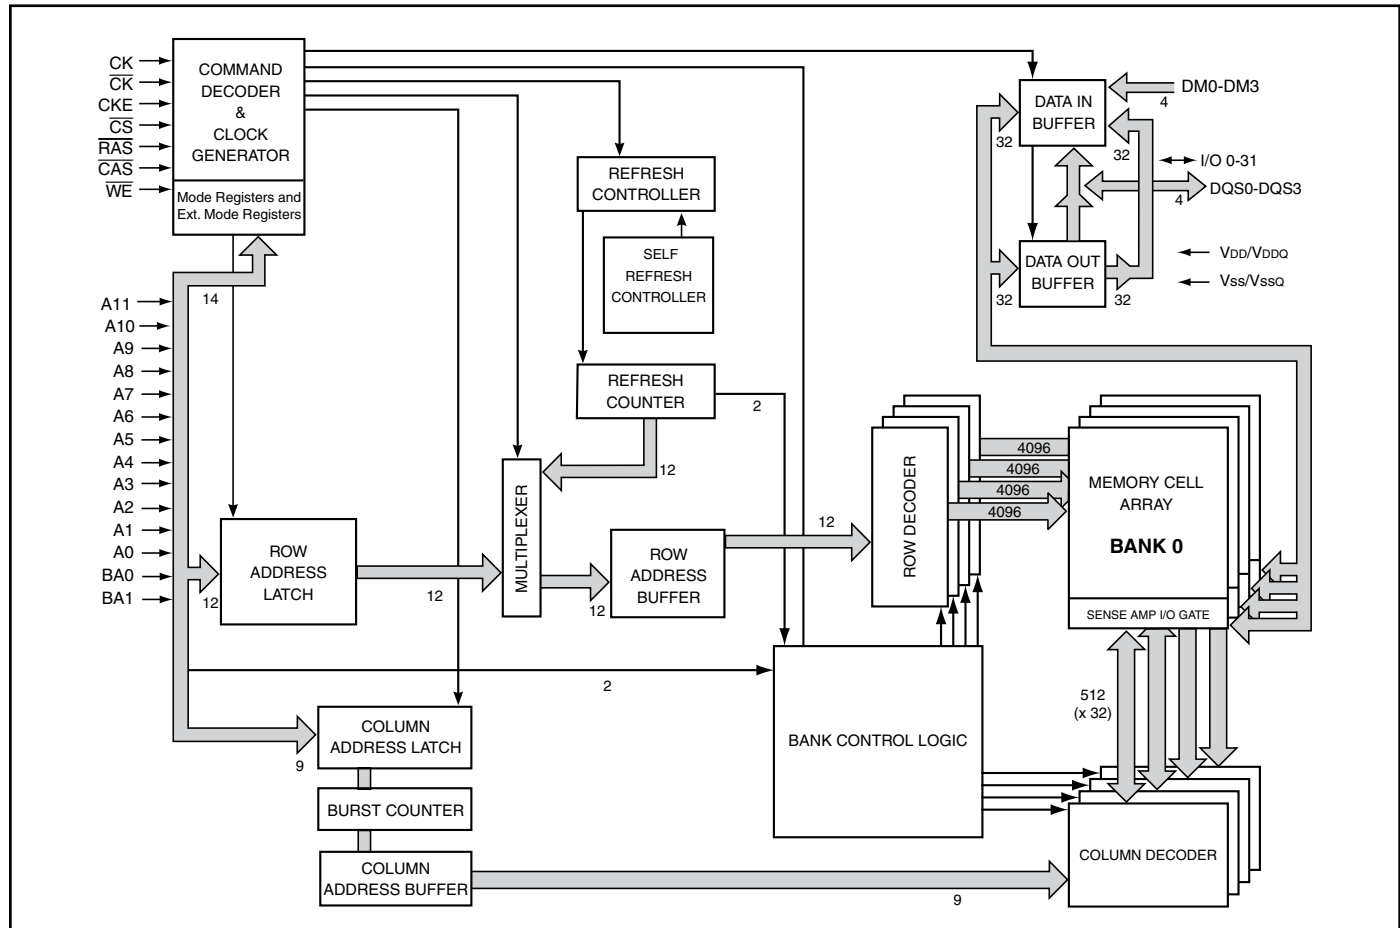 CK
CK
CKE
CS
RAS
CAS
WE
COMMAND
DECODER
&
CLOCK
GENERATOR
Mode Registers and
Ext. Mode Registers
14
A11
A10
A9
A8
A7
A6
A5
A4
A3
A2
A1
A0
BA0
BA1
12
ROW
ADDRESS
LATCH
12
REFRESH
CONTROLLER
SELF
REFRESH
CONTROLLER
REFRESH
COUNTER
2
12
MULTIPLEXER
12
ROW
ADDRESS
BUFFER
12
2
9
COLUMN
ADDRESS LATCH
BURST COUNTER
COLUMN
ADDRESS BUFFER
9
BANK CONTROL LOGIC
ROW DECODER
4096
4096
4096
4096
MEMORY CELL
ARRAY
BANK 0
SENSE AMP I/O GATE
512
(x 32)
COLUMN DECODER
DATA IN
BUFFER
DM0-DM3
4
32
32
I/O 0-31
DQS0-DQS3
4
DATA OUT
BUFFER
32
32
VDD/VDDQ
Vss/VssQ